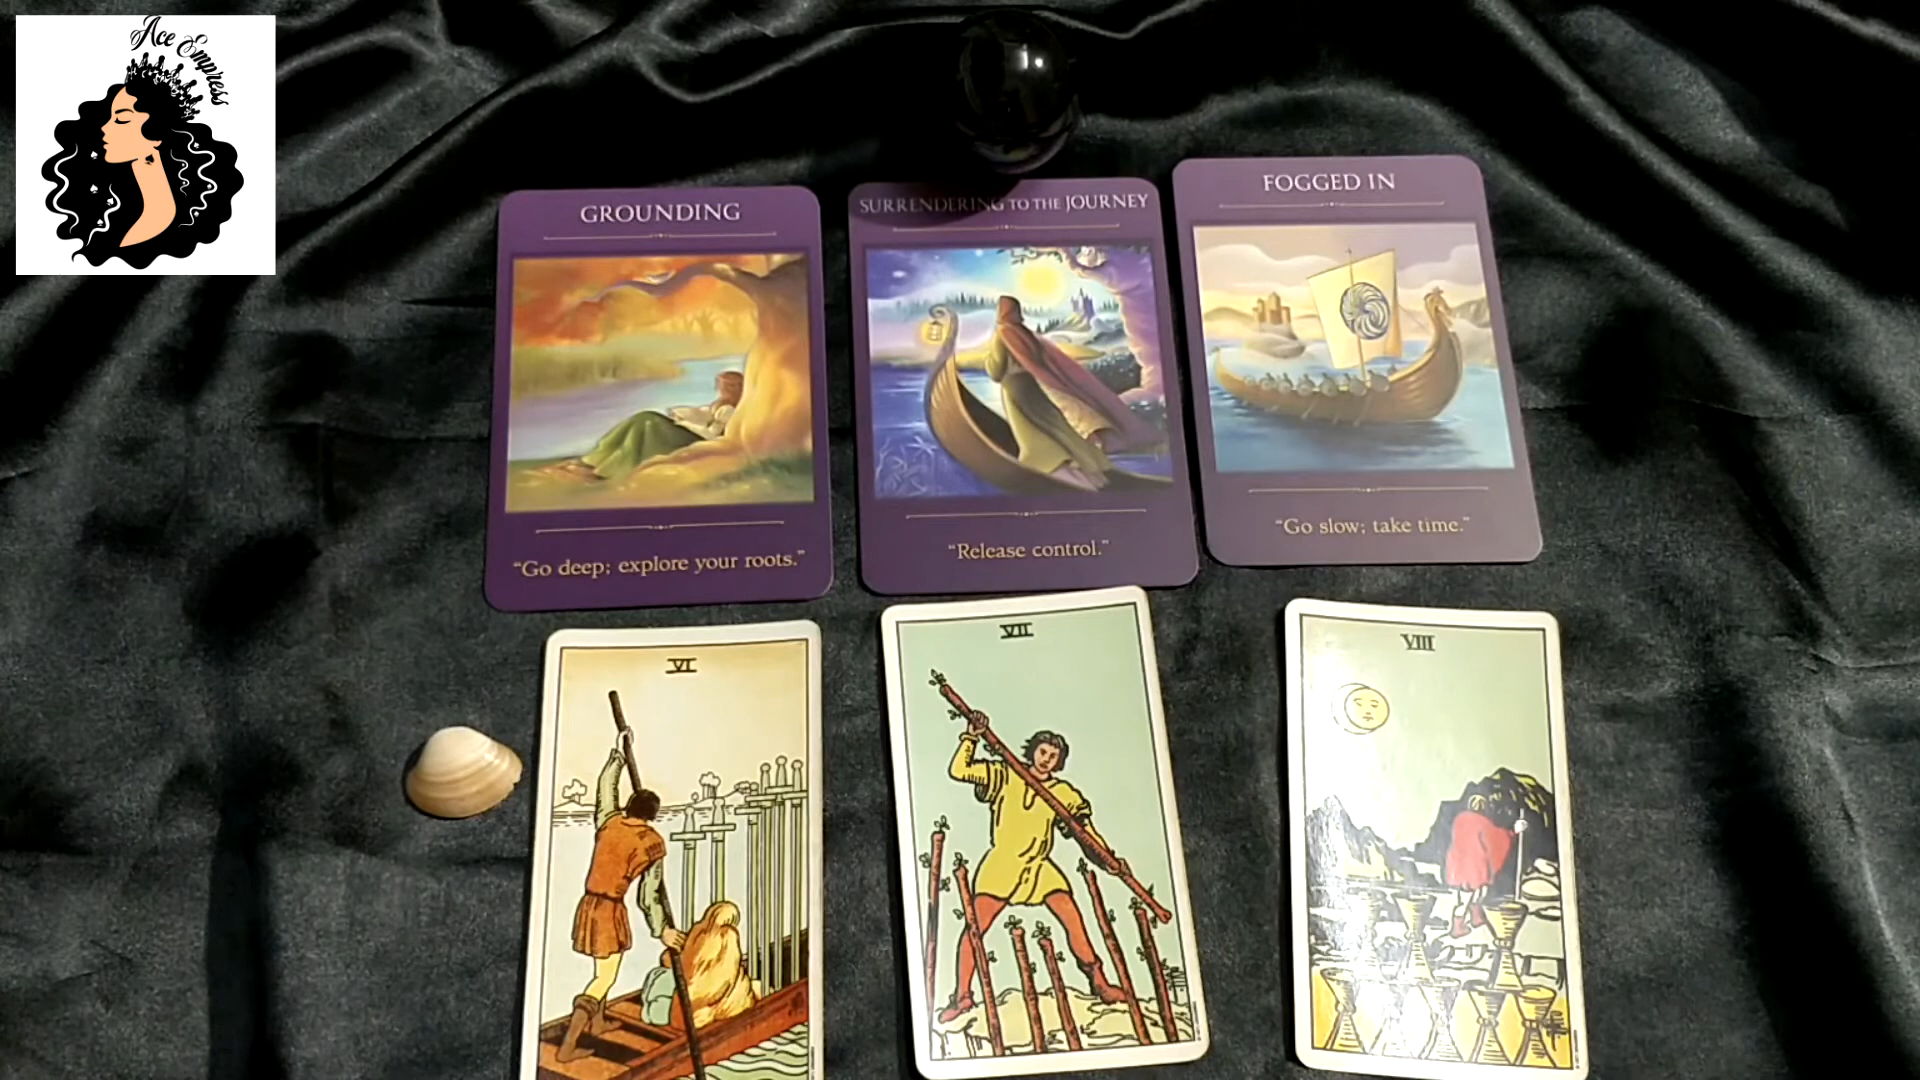 Ace Empress
GROUNDING
"Go deep; explore your roots."
SURRENDERING TO THE JOURNEY
"Release control."
FOGGED IN
"Go slow; take time."
VI
VII
VIII